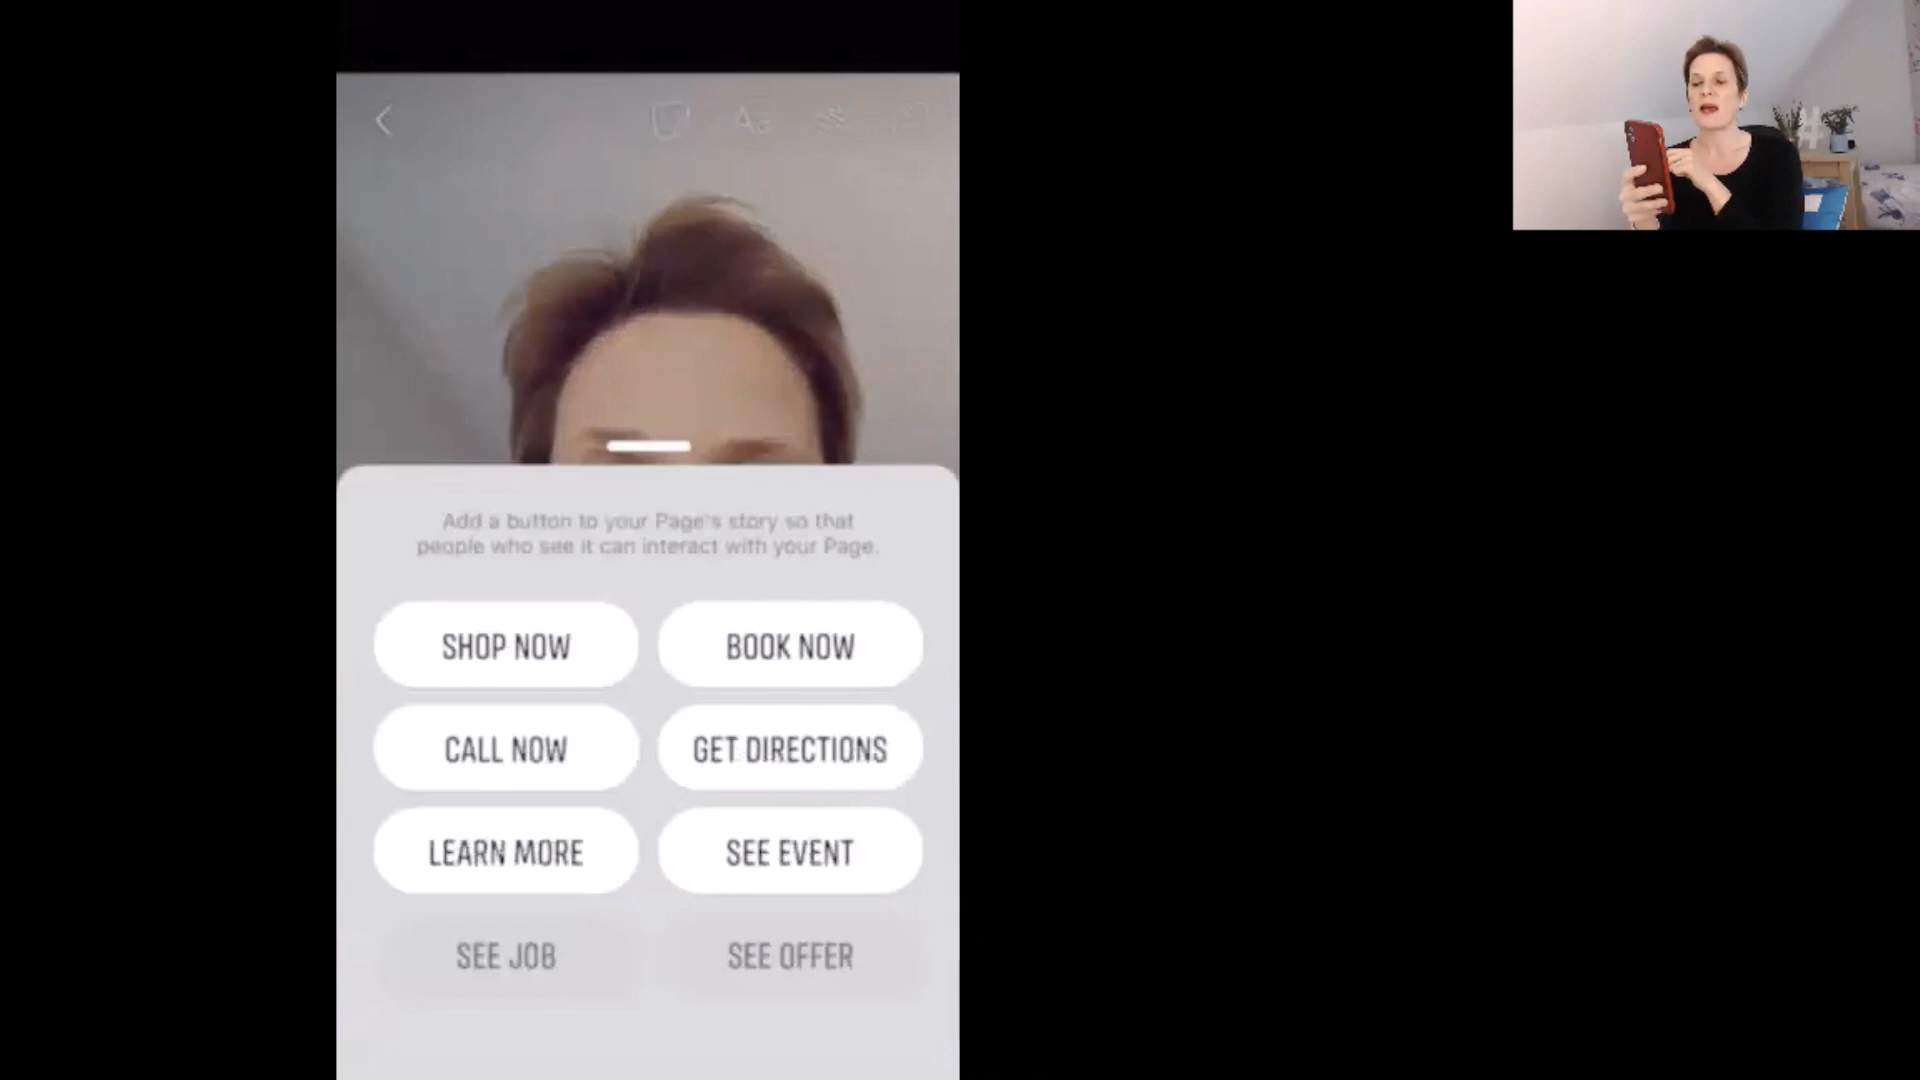 Aa
Add a button to your Page's story so that
people who see it can interact with your Page.
SHOP NOW
BOOK NOW
CALL NOW
GET DIRECTIONS
LEARN MORE
SEE EVENT
SEE JOB
SEE OFFER
#